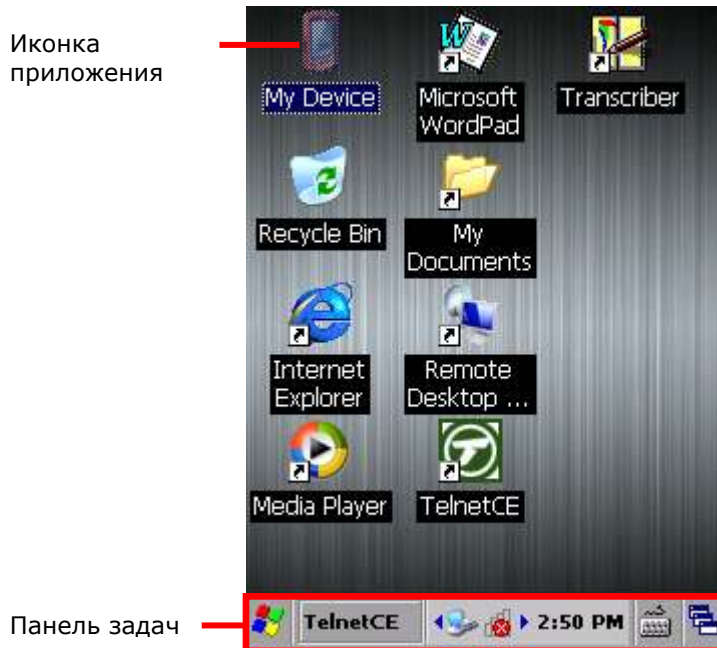 Иконка
приложения
My Device
Microsoft
WordPad
Transcriber
Recycle Bin
My
Documents
Internet
Explorer
Remote
Desktop ...
Media Player
TelnetCE
Панель задач
TelnetCE
2:50 PM